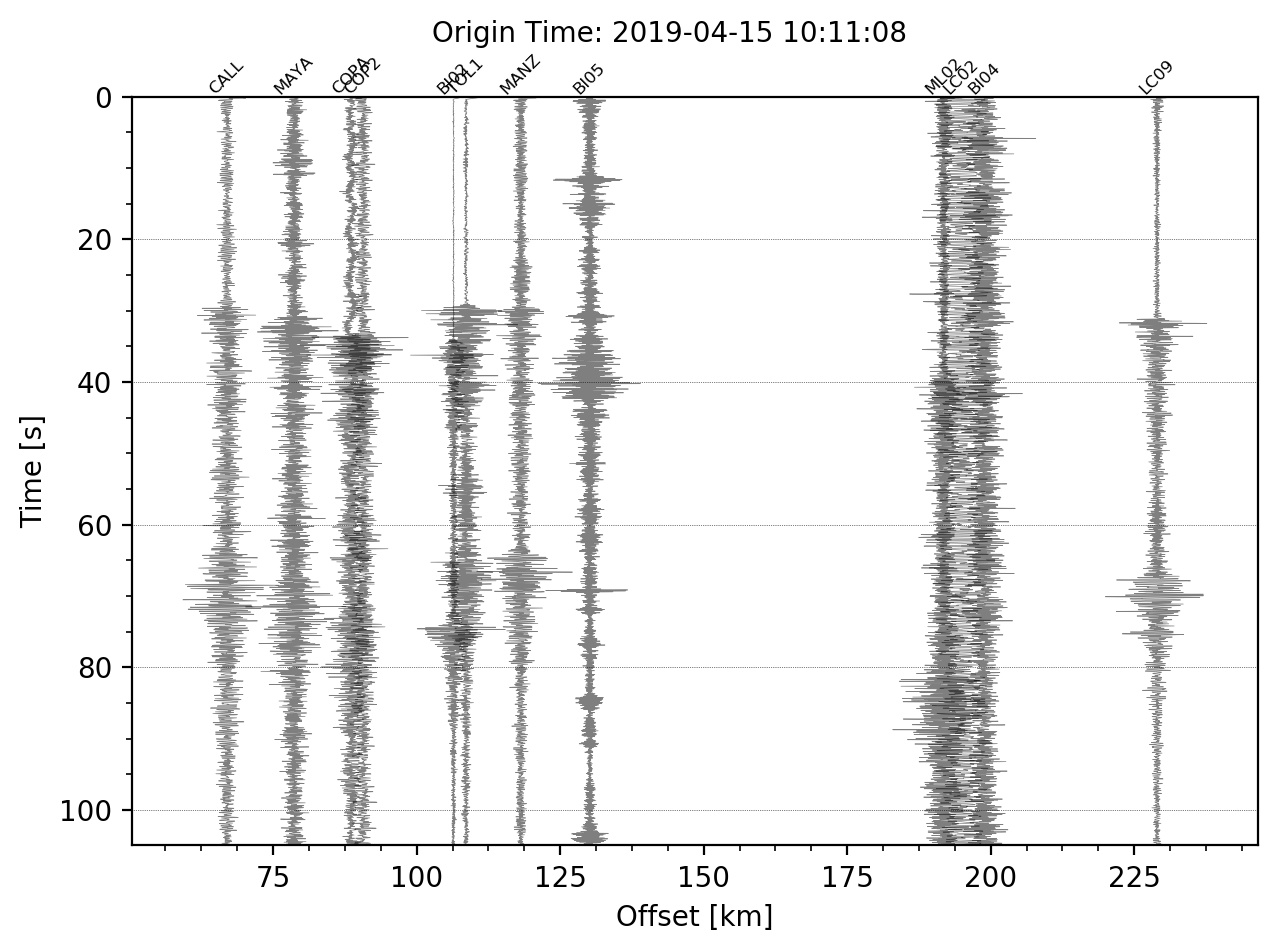 Origin Time: 2019-04-15 10:11:08
CALL MAYA COPA COP2 BI02 TOL1 MANZ BI05 ML02 LC02 BI04 LC09
0
20
40
60
80
100
Time [s]
75 100 125 150 175 200 225
Offset [km]